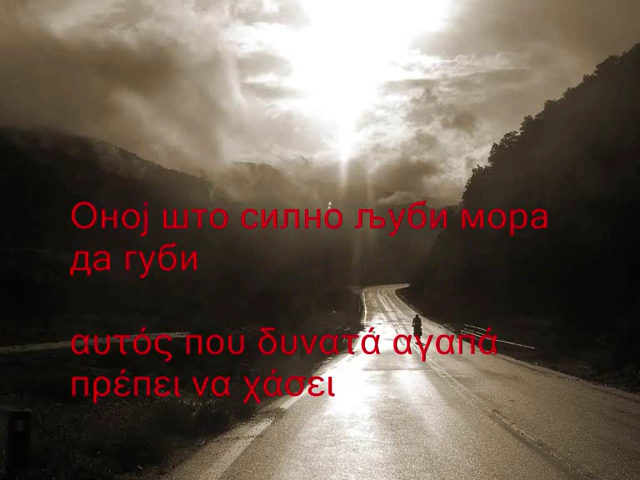 Оној што силно љуби мора
да губи
αυτός που δυνατά αγαπά
πρέπει να χάσει